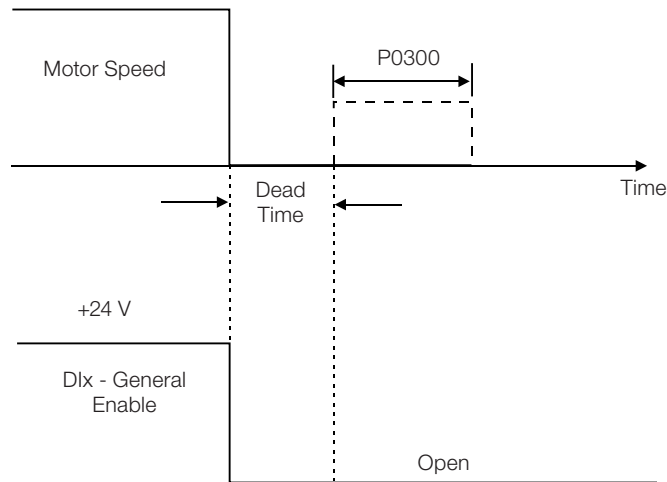 P0300
Motor Speed
Dead
Time
Time
+24 V
DIx - General
Enable
Open